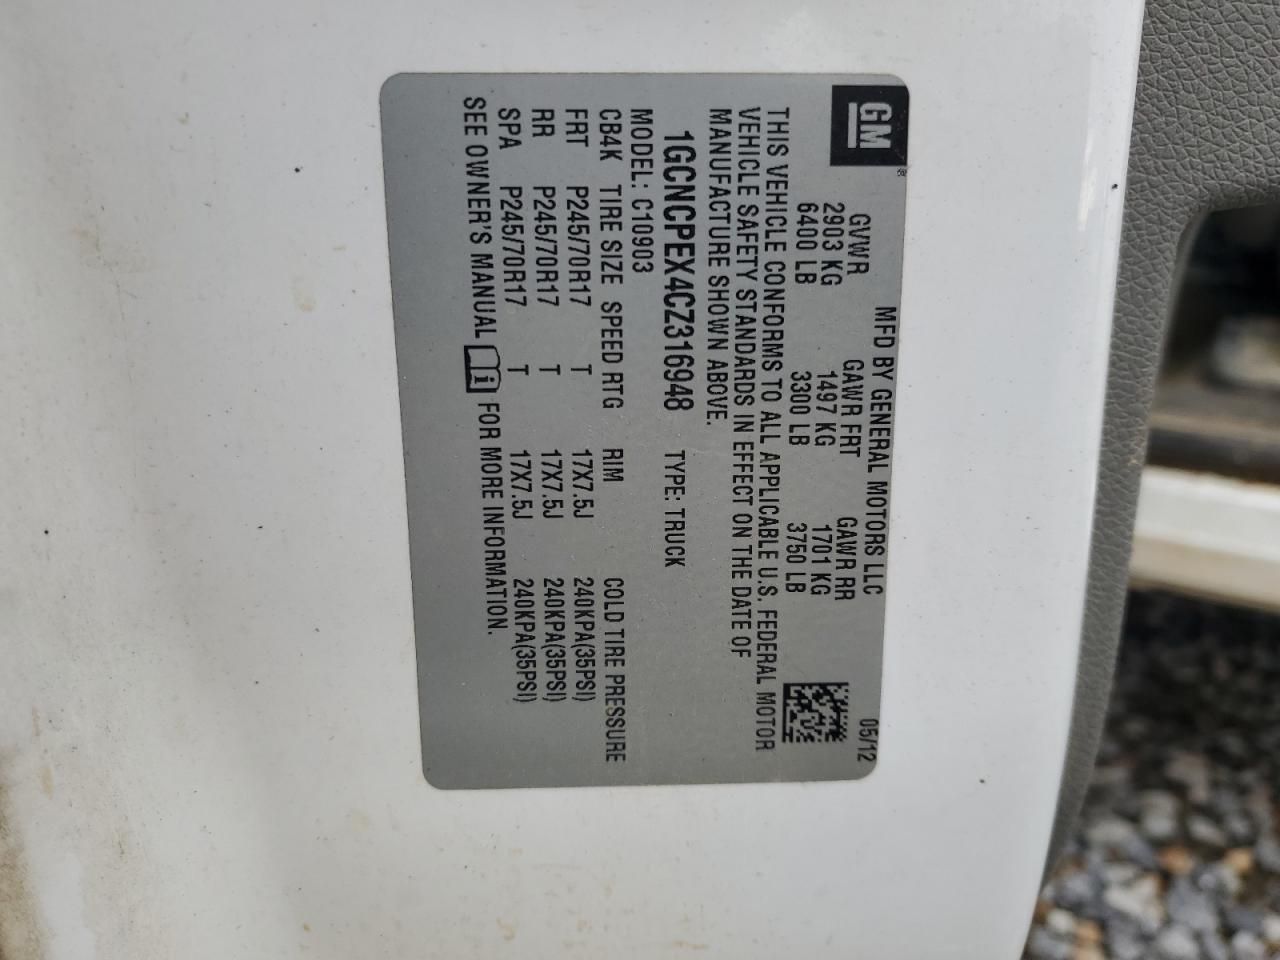 GM®
MFD BY GENERAL MOTORS LLC 05/12
GVWR GAWR FRT GAWR RR
2903 KG 1497 KG 1701 KG
6400 LB 3300 LB 3750 LB
THIS VEHICLE CONFORMS TO ALL APPLICABLE U.S. FEDERAL MOTOR
VEHICLE SAFETY STANDARDS IN EFFECT ON THE DATE OF
MANUFACTURE SHOWN ABOVE.
1GCNCPEX4CZ316948 TYPE: TRUCK
MODEL: C10903
CB4K TIRE SIZE SPEED RTG RIM COLD TIRE PRESSURE
FRT P245/70R17 T 17X7.5J 240KPA(35PSI)
RR P245/70R17 T 17X7.5J 240KPA(35PSI)
SPA P245/70R17 T 17X7.5J 240KPA(35PSI)
SEE OWNER'S MANUAL i FOR MORE INFORMATION.